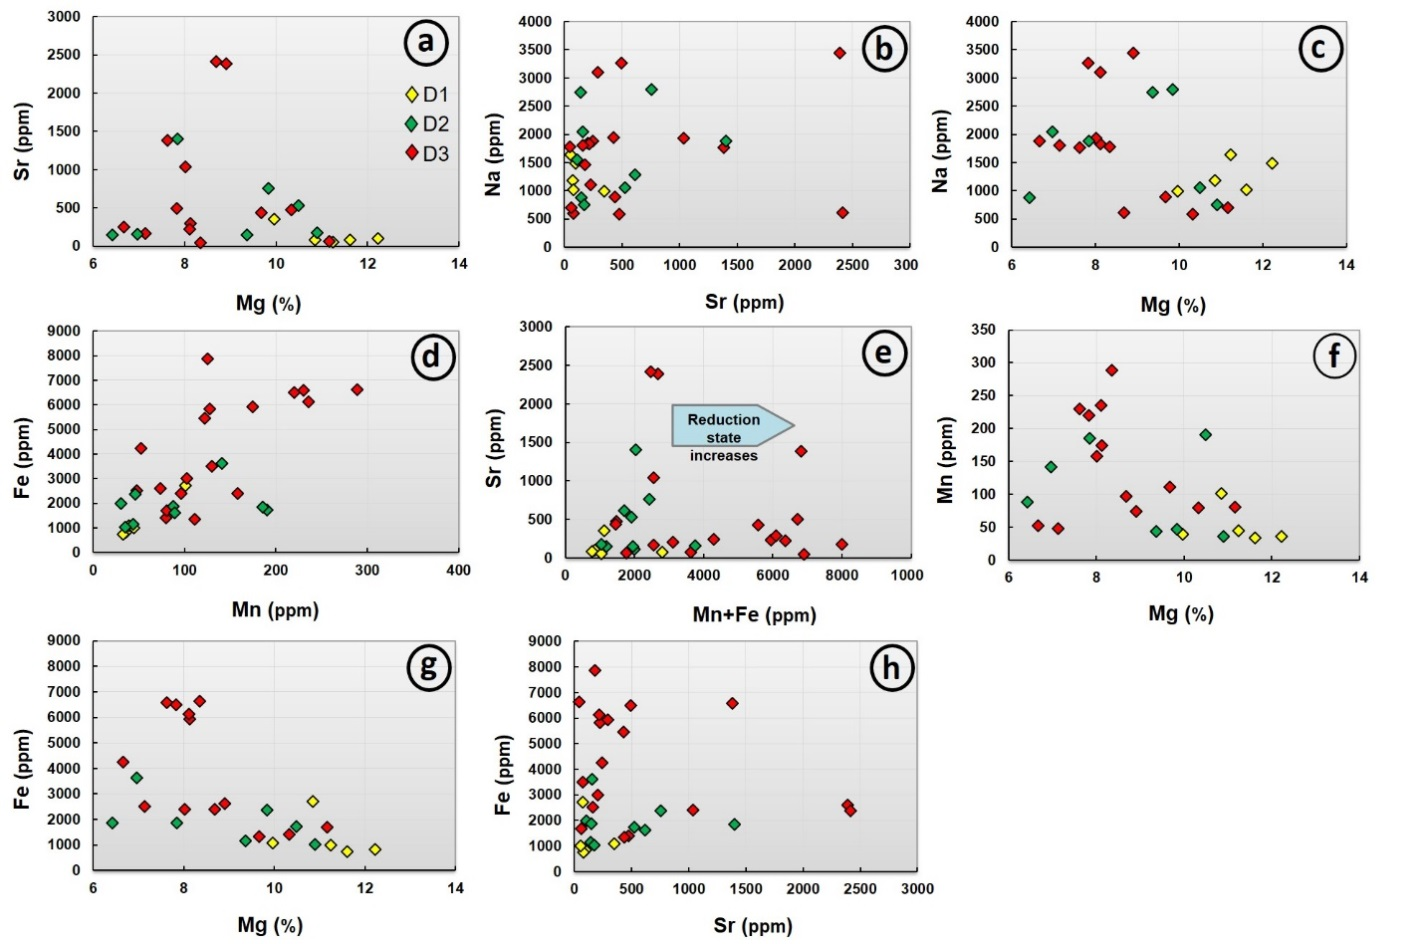 3000
2500
2000
1500
1000
500
0
Sr (ppm)
6 8 10 12 14
Mg (%)
a
D1
D2
D3
4000
3500
3000
2500
2000
1500
1000
500
0
Na (ppm)
0 500 1000 1500 2000 2500 300
Sr (ppm)
b
4000
3500
3000
2500
2000
1500
1000
500
0
Na (ppm)
6 8 10 12 14
Mg (%)
c
9000
8000
7000
6000
5000
4000
3000
2000
1000
0
Fe (ppm)
0 100 200 300 400
Mn (ppm)
d
3000
2500
2000
1500
1000
500
0
Sr (ppm)
0 2000 4000 6000 8000 1000
Mn+Fe (ppm)
e
Reduction
state
increases
350
300
250
200
150
100
50
0
Mn (ppm)
6 8 10 12 14
Mg (%)
f
9000
8000
7000
6000
5000
4000
3000
2000
1000
0
Fe (ppm)
6 8 10 12 14
Mg (%)
g
9000
8000
7000
6000
5000
4000
3000
2000
1000
0
Fe (ppm)
0 500 1000 1500 2000 2500 3000
Sr (ppm)
h